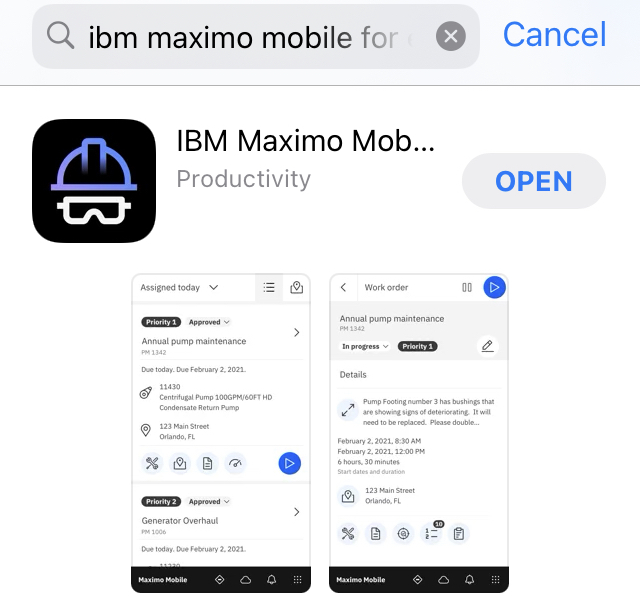 ibm maximo mobile for
Cancel
IBM Maximo Mob...
Productivity
OPEN
Assigned today
Priority 1 Approved
Annual pump maintenance
PM 1342
Due today. Due February 2, 2021.
11430
Centrifugal Pump 100GPM/60FT HD
Condensate Return Pump
123 Main Street
Orlando, FL
Priority 2 Approved
Generator Overhaul
PM 1006
Due today. Due February 2, 2021.
11230
Maximo Mobile
Work order
Annual pump maintenance
PM 1342
In progress Priority 1
Details
Pump Footing number 3 has bushings that
are showing signs of deteriorating. It will
need to be replaced. Please double...
February 2, 2021, 8:30 AM
February 2, 2021, 12:00 PM
6 hours, 30 minutes
Start dates and duration
123 Main Street
Orlando, FL
10
Maximo Mobile